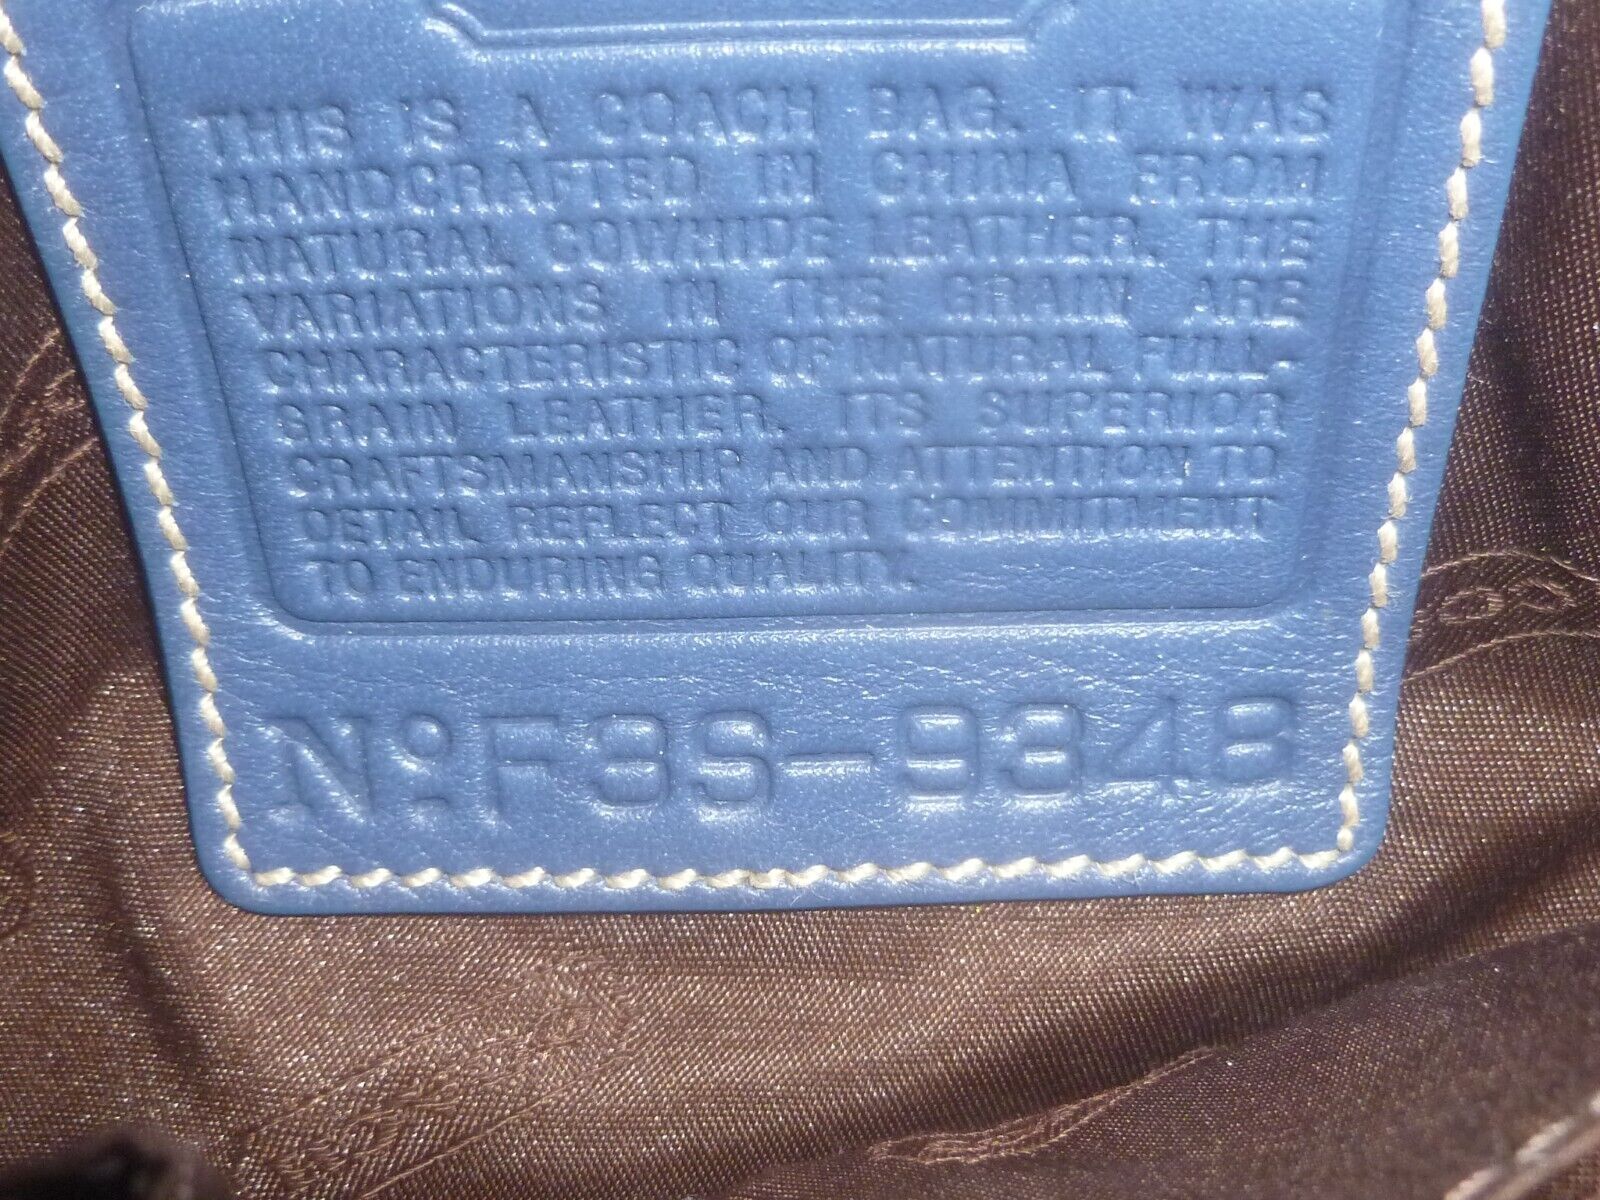 THIS IS A COACH BAG. IT WAS
HANDCRAFTED IN CHINA FROM
NATURAL COWHIDE LEATHER. THE
VARIATIONS IN THE GRAIN ARE
CHARACTERISTIC OF NATURAL FULL-
GRAIN LEATHER. ITS SUPERIOR
CRAFTSMANSHIP AND ATTENTION TO
DETAIL REFLECT OUR COMMITMENT
TO ENDURING QUALITY.
Nº F3S-9348